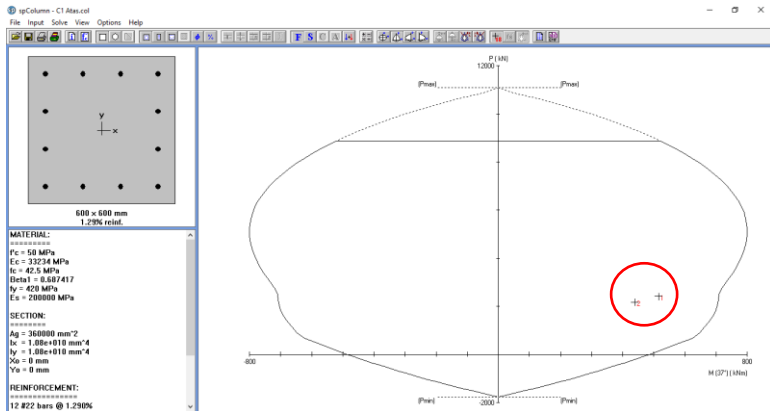 spColumn - C1 Atas.col
File Input Solve View Options Help
y
x
600 x 600 mm
1.29% reinf.
MATERIAL:
=========
f'c = 50 MPa
Ec = 33234 MPa
fc = 42.5 MPa
Beta1 = 0.687417
fy = 420 MPa
Es = 200000 MPa
SECTION:
========
Ag = 360000 mm^2
Ix = 1.08e+010 mm^4
Iy = 1.08e+010 mm^4
Xo = 0 mm
Yo = 0 mm
REINFORCEMENT:
==============
12 #22 bars @ 1.290%
P ( kN)
12000
(Pmax)
(Pmax)
1
2
-800
800
M (37°) ( kNm)
(Pmin)
(Pmin)
-2000